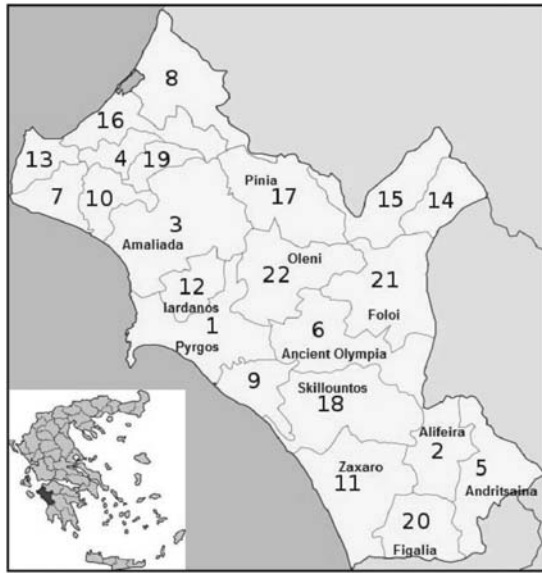 8
16
13
4
19
7
10
Pinia
17
15
14
3
Amaliada
Oleni
22
21
12
Iardanos
Foloi
1
6
Pyrgos
Ancient Olympia
9
Skillountos
18
Alifeira
2
Zaxaro
11
5
Andritsaina
20
Figalia